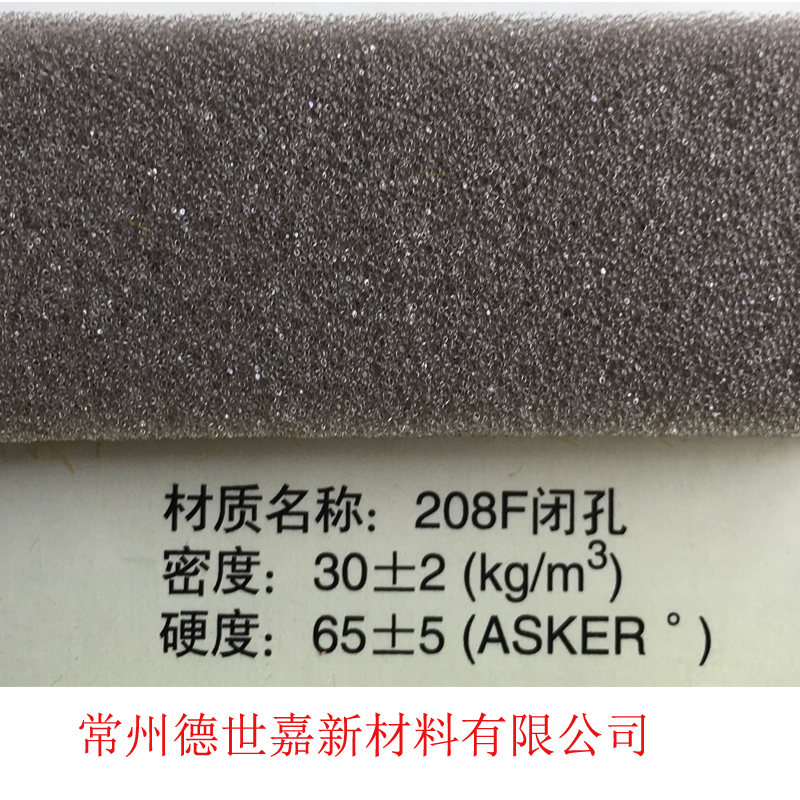 材质名称：208F闭孔
密度：30±2 (kg/m³)
硬度：65±5 (ASKER °)
常州德世嘉新材料有限公司